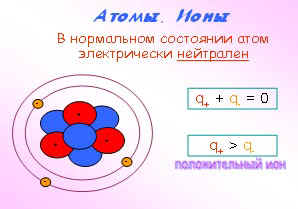 Атомы. Ионы
В нормальном состоянии атом
электрически нейтрален
q+ + q- = 0
q+ > q-
положительный ион